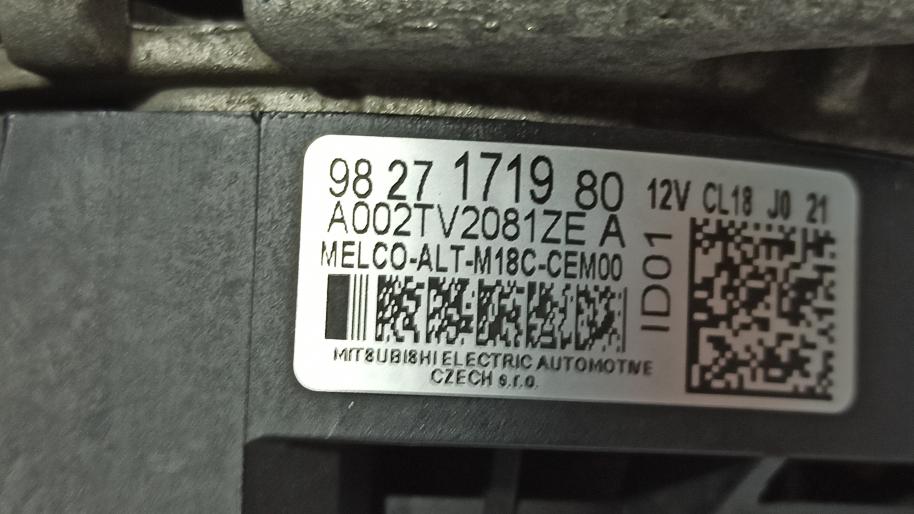 98 27 1719 80 12V CL18 J0 21
A002TV2081ZE A
MELCO-ALT-M18C-CEM00
ID01
MITSUBISHI ELECTRIC AUTOMOTIVE
CZECH s.r.o.